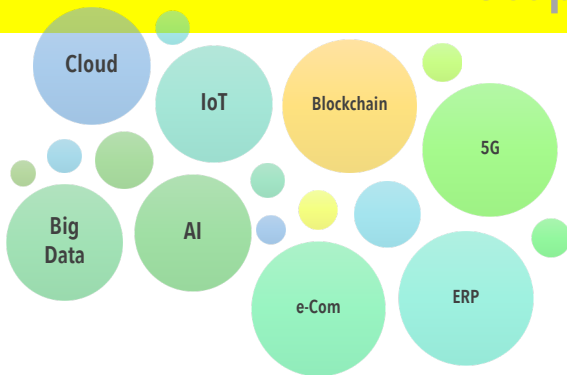 Cloud
IoT
Blockchain
5G
Big
Data
AI
e-Com
ERP